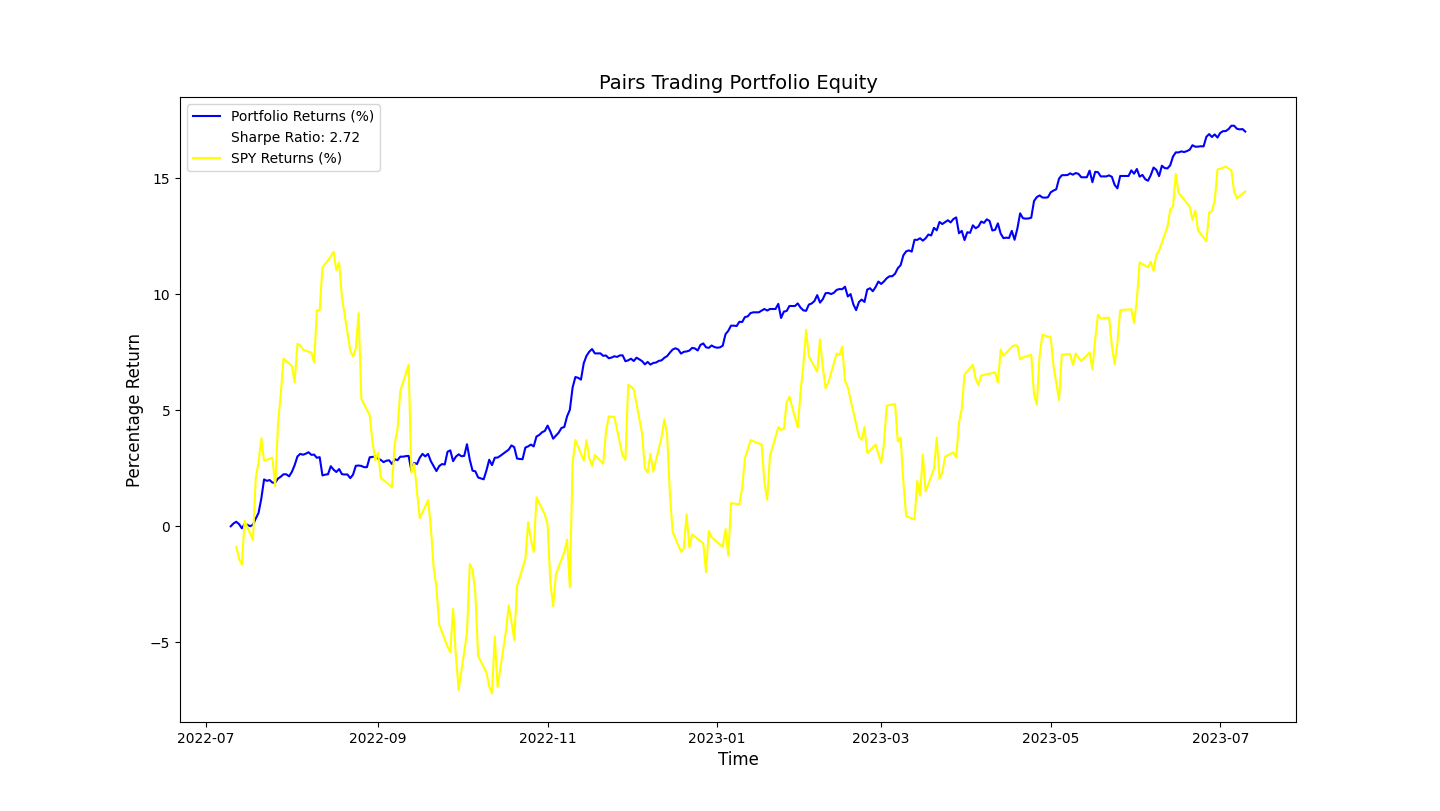 Pairs Trading Portfolio Equity
Portfolio Returns (%)
Sharpe Ratio: 2.72
SPY Returns (%)
15
10
5
0
−5
Percentage Return
2022-07
2022-09
2022-11
2023-01
2023-03
2023-05
2023-07
Time